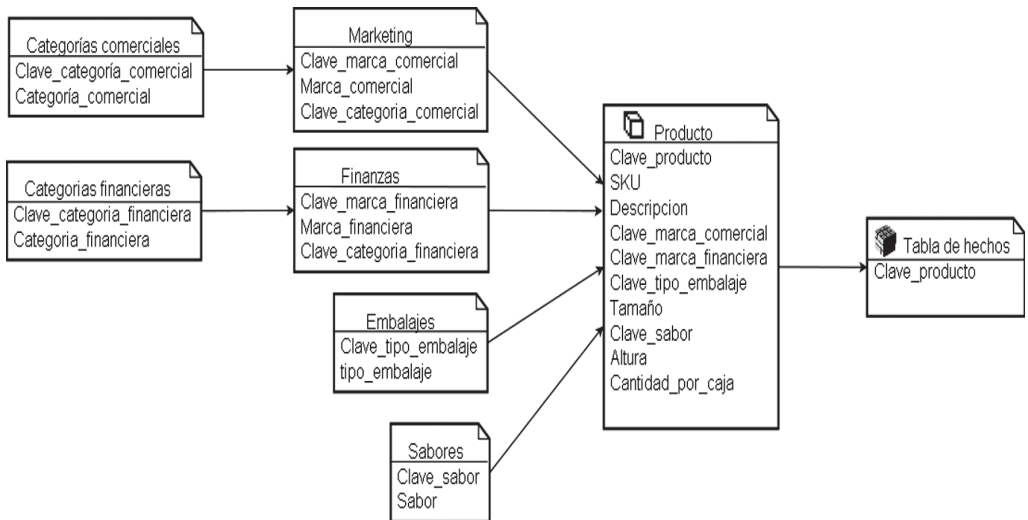 Categorías comerciales
Clave_categoría_comercial
Categoría_comercial
Marketing
Clave_marca_comercial
Marca_comercial
Clave_categoria_comercial
Categorias financieras
Clave_categoria_financiera
Categoria_financiera
Finanzas
Clave_marca_financiera
Marca_financiera
Clave_categoria_financiera
Embalajes
Clave_tipo_embalaje
tipo_embalaje
Sabores
Clave_sabor
Sabor
Producto
Clave_producto
SKU
Descripcion
Clave_marca_comercial
Clave_marca_financiera
Clave_tipo_embalaje
Tamaño
Clave_sabor
Altura
Cantidad_por_caja
Tabla de hechos
Clave_producto